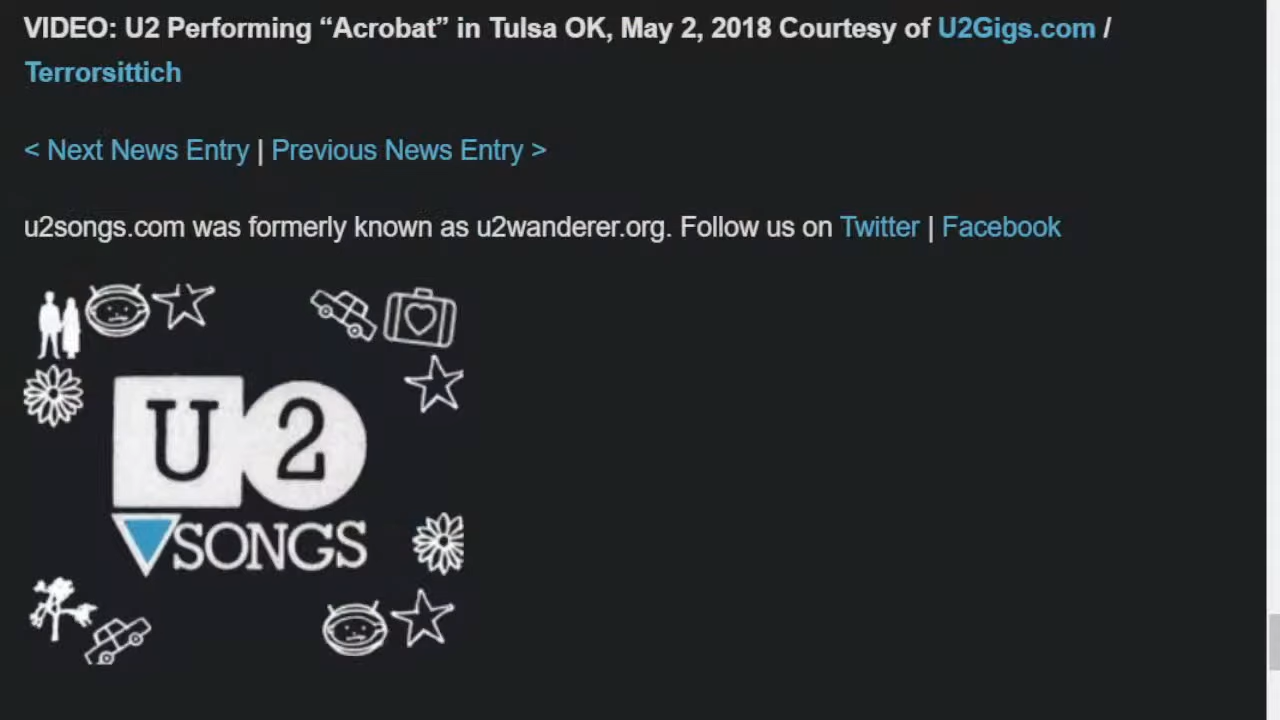 VIDEO: U2 Performing “Acrobat” in Tulsa OK, May 2, 2018 Courtesy of U2Gigs.com /
Terrorsittich
< Next News Entry | Previous News Entry >
u2songs.com was formerly known as u2wanderer.org. Follow us on Twitter | Facebook
U2
SONGS